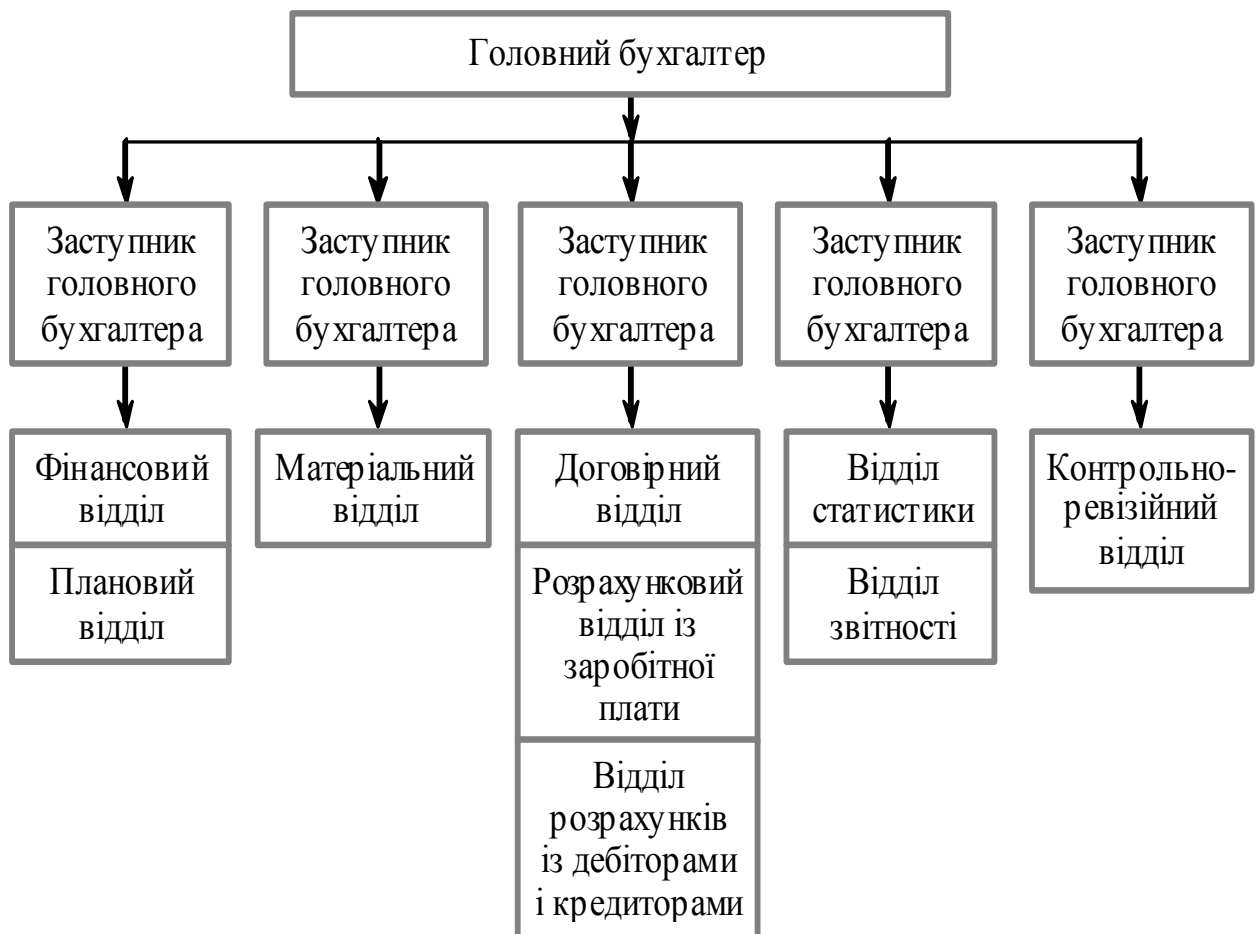 Головний бухгалтер
Заступник
головного
бухгалтера
Заступник
головного
бухгалтера
Заступник
головного
бухгалтера
Заступник
головного
бухгалтера
Заступник
головного
бухгалтера
Фінансовий
відділ
Плановий
відділ
Матеріальний
відділ
Договірний
відділ
Розрахунковий
відділ із
заробітної
плати
Відділ
розрахунків
із дебіторами
і кредиторами
Відділ
статистики
Відділ
звітності
Контрольно-
ревізійний
відділ